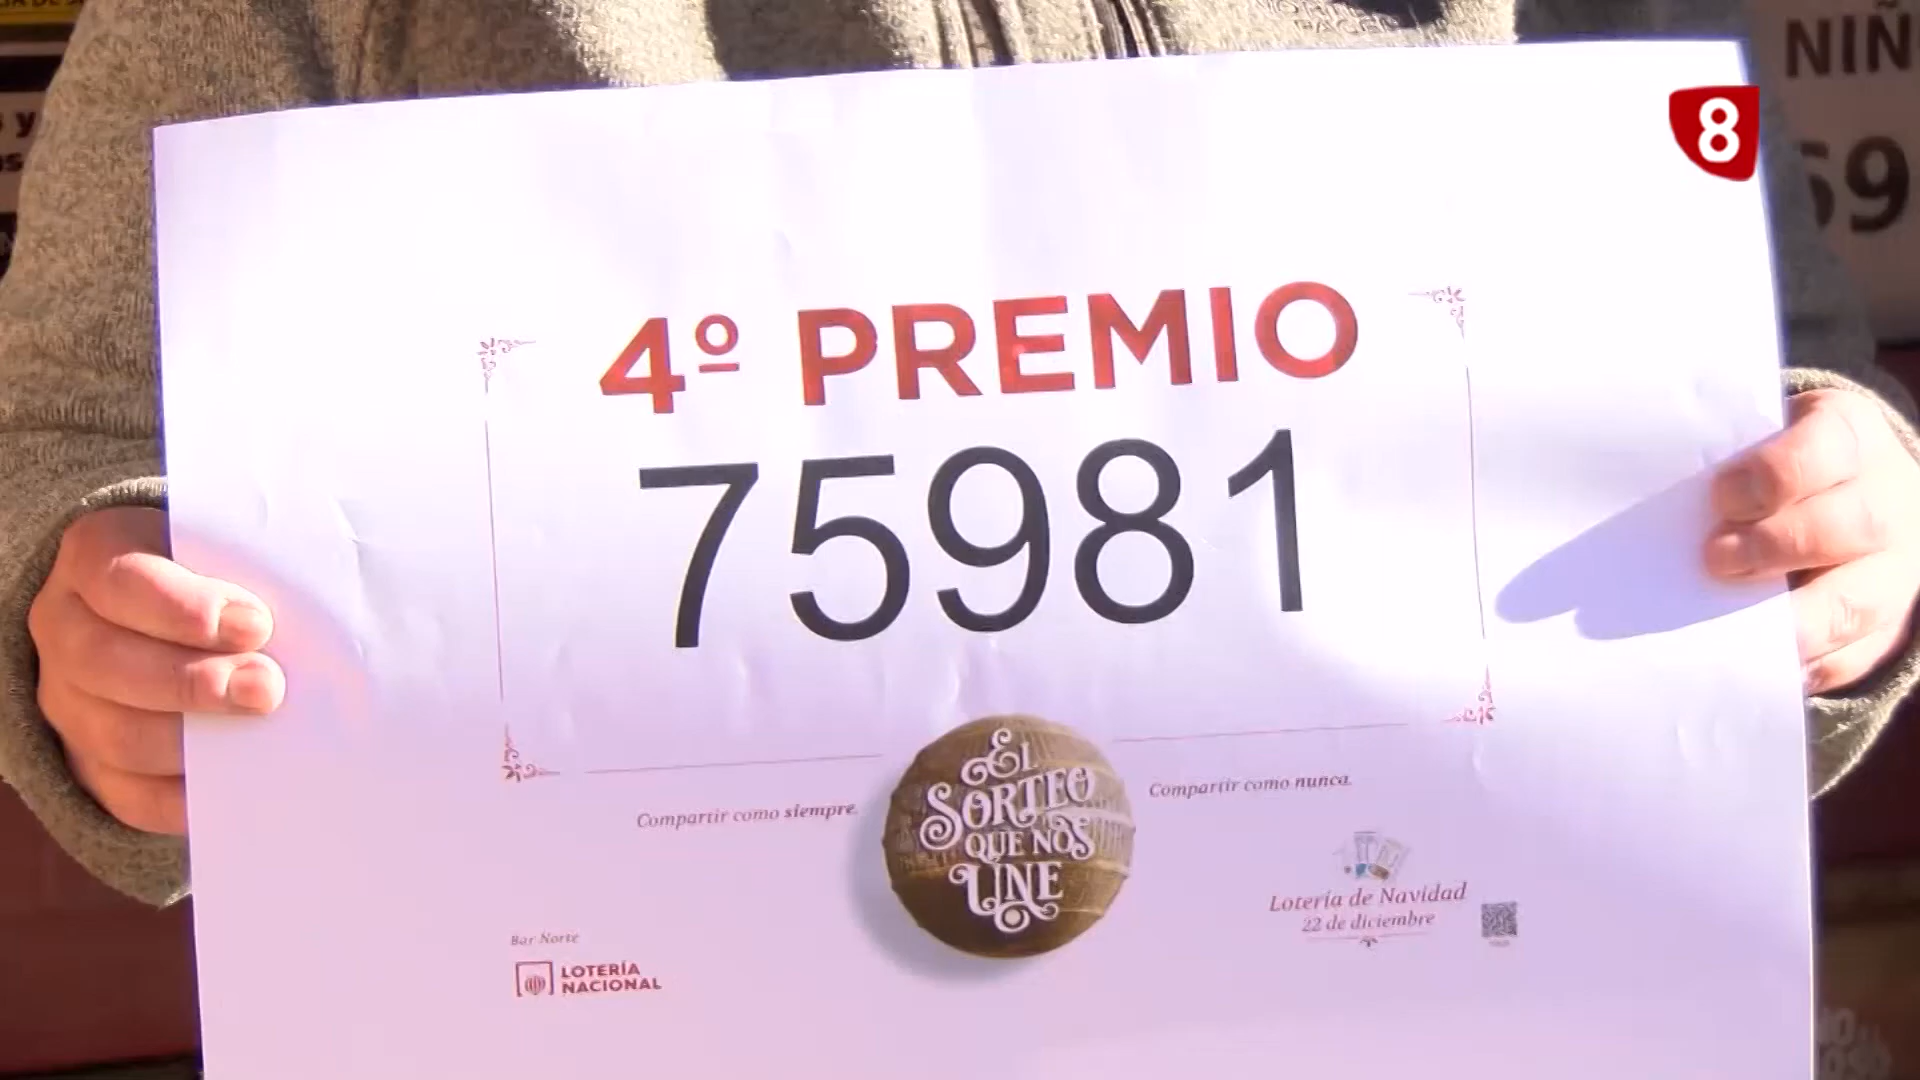 NIÑ
8
69
4º PREMIO
75981
EL
SORTEO
QUE NOS
UNE
Compartir como siempre.
Compartir como nunca.
Lotería de Navidad
22 de diciembre
Bar Norte
LOTERÍA
NACIONAL